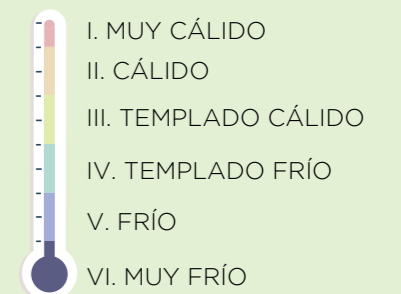 I. MUY CÁLIDO
II. CÁLIDO
III. TEMPLADO CÁLIDO
IV. TEMPLADO FRÍO
V. FRÍO
VI. MUY FRÍO